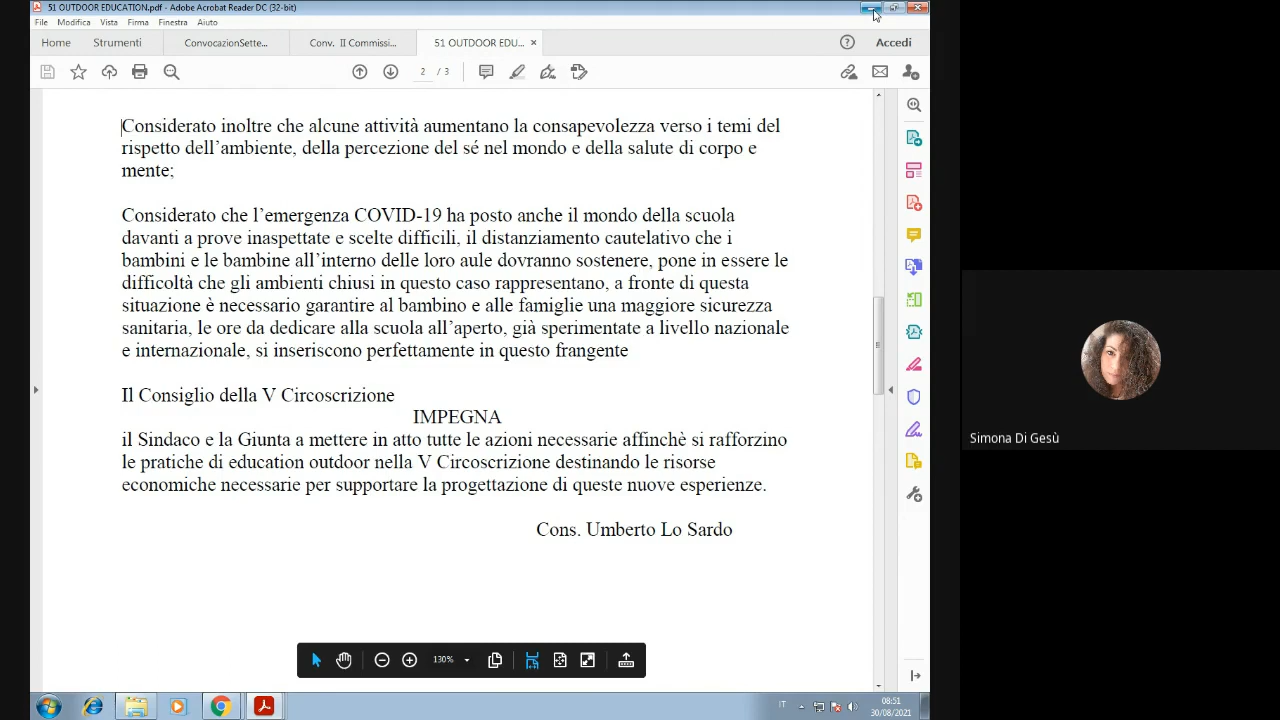 51 OUTDOOR EDUCATION.pdf - Adobe Acrobat Reader DC (32-bit)
File Modifica Vista Firma Finestra Aiuto
Home Strumenti ConvocazioneSette... Conv. II Commissi... 51 OUTDOOR EDU... × Accedi
2 / 3
Considerato inoltre che alcune attività aumentano la consapevolezza verso i temi del
rispetto dell’ambiente, della percezione del sé nel mondo e della salute di corpo e
mente;
Considerato che l’emergenza COVID-19 ha posto anche il mondo della scuola
davanti a prove inaspettate e scelte difficili, il distanziamento cautelativo che i
bambini e le bambine all’interno delle loro aule dovranno sostenere, pone in essere le
difficoltà che gli ambienti chiusi in questo caso rappresentano, a fronte di questa
situazione è necessario garantire al bambino e alle famiglie una maggiore sicurezza
sanitaria, le ore da dedicare alla scuola all’aperto, già sperimentate a livello nazionale
e internazionale, si inseriscono perfettamente in questo frangente
Il Consiglio della V Circoscrizione
IMPEGNA
il Sindaco e la Giunta a mettere in atto tutte le azioni necessarie affinchè si rafforzino
le pratiche di education outdoor nella V Circoscrizione destinando le risorse
economiche necessarie per supportare la progettazione di queste nuove esperienze.
Cons. Umberto Lo Sardo
130%
IT 08:51
30/08/2021
Simona Di Gesù